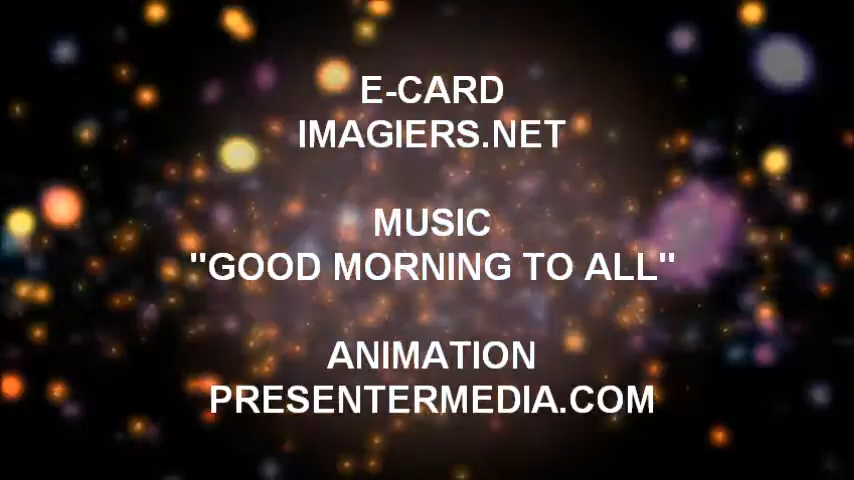 E-CARD
IMAGIERS.NET
MUSIC
"GOOD MORNING TO ALL"
ANIMATION
PRESENTERMEDIA.COM